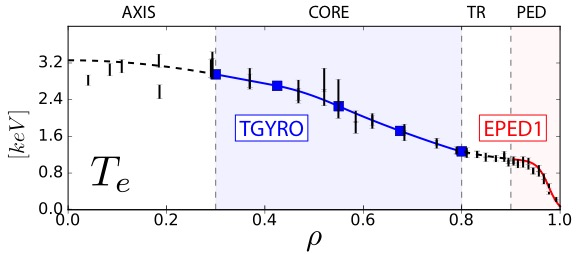 AXIS CORE TR PED
3.2
2.4
1.6
0.8
0.0
[keV]
TGYRO
EPED1
T_e
0.0 0.2 0.4 0.6 0.8 1.0
ρ